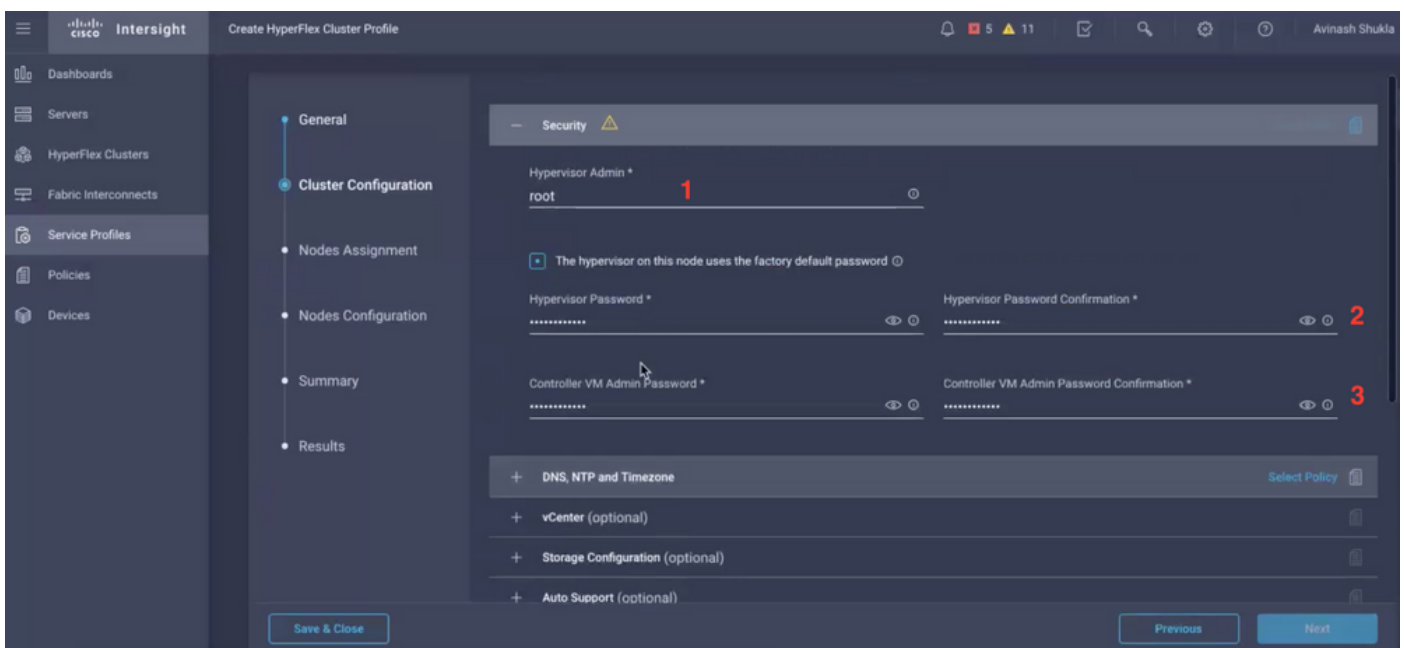 cisco Intersight Create HyperFlex Cluster Profile 5 11 Avinash Shukla
Dashboards
Servers
HyperFlex Clusters
Fabric Interconnects
Service Profiles
Policies
Devices
General
Cluster Configuration
Nodes Assignment
Nodes Configuration
Summary
Results
Security
Hypervisor Admin *
root 1
The hypervisor on this node uses the factory default password
Hypervisor Password * Hypervisor Password Confirmation *
············ ············ 2
Controller VM Admin Password * Controller VM Admin Password Confirmation *
············ ············ 3
DNS, NTP and Timezone Select Policy
vCenter (optional)
Storage Configuration (optional)
Auto Support (optional)
Save & Close Previous Next